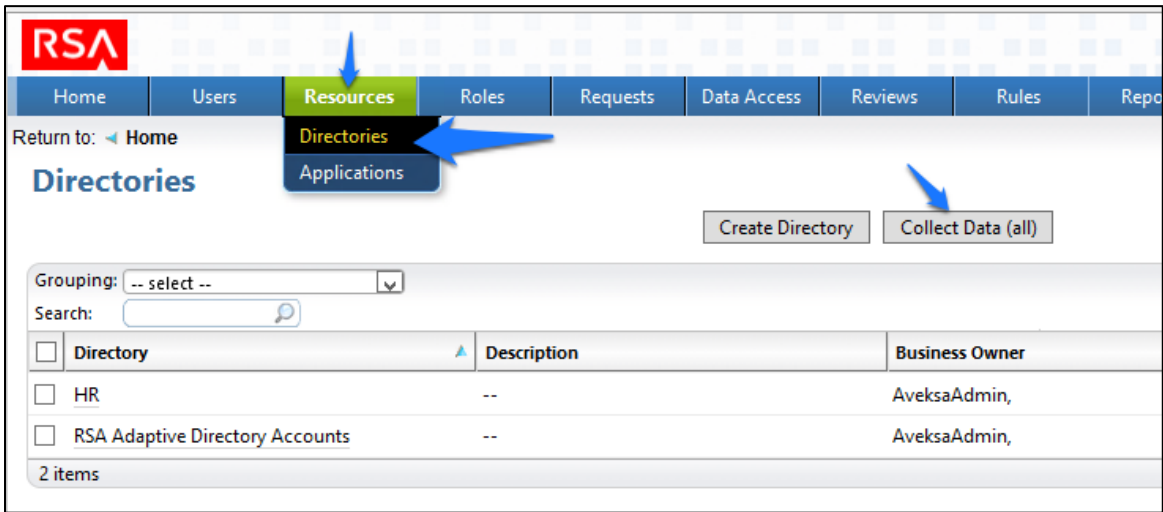 RSA
Home Users Resources Roles Requests Data Access Reviews Rules Repo
Return to: Home Directories
Directories Applications
Create Directory Collect Data (all)
Grouping: -- select --
Search:
Directory Description Business Owner
HR -- AveksaAdmin,
RSA Adaptive Directory Accounts -- AveksaAdmin,
2 items